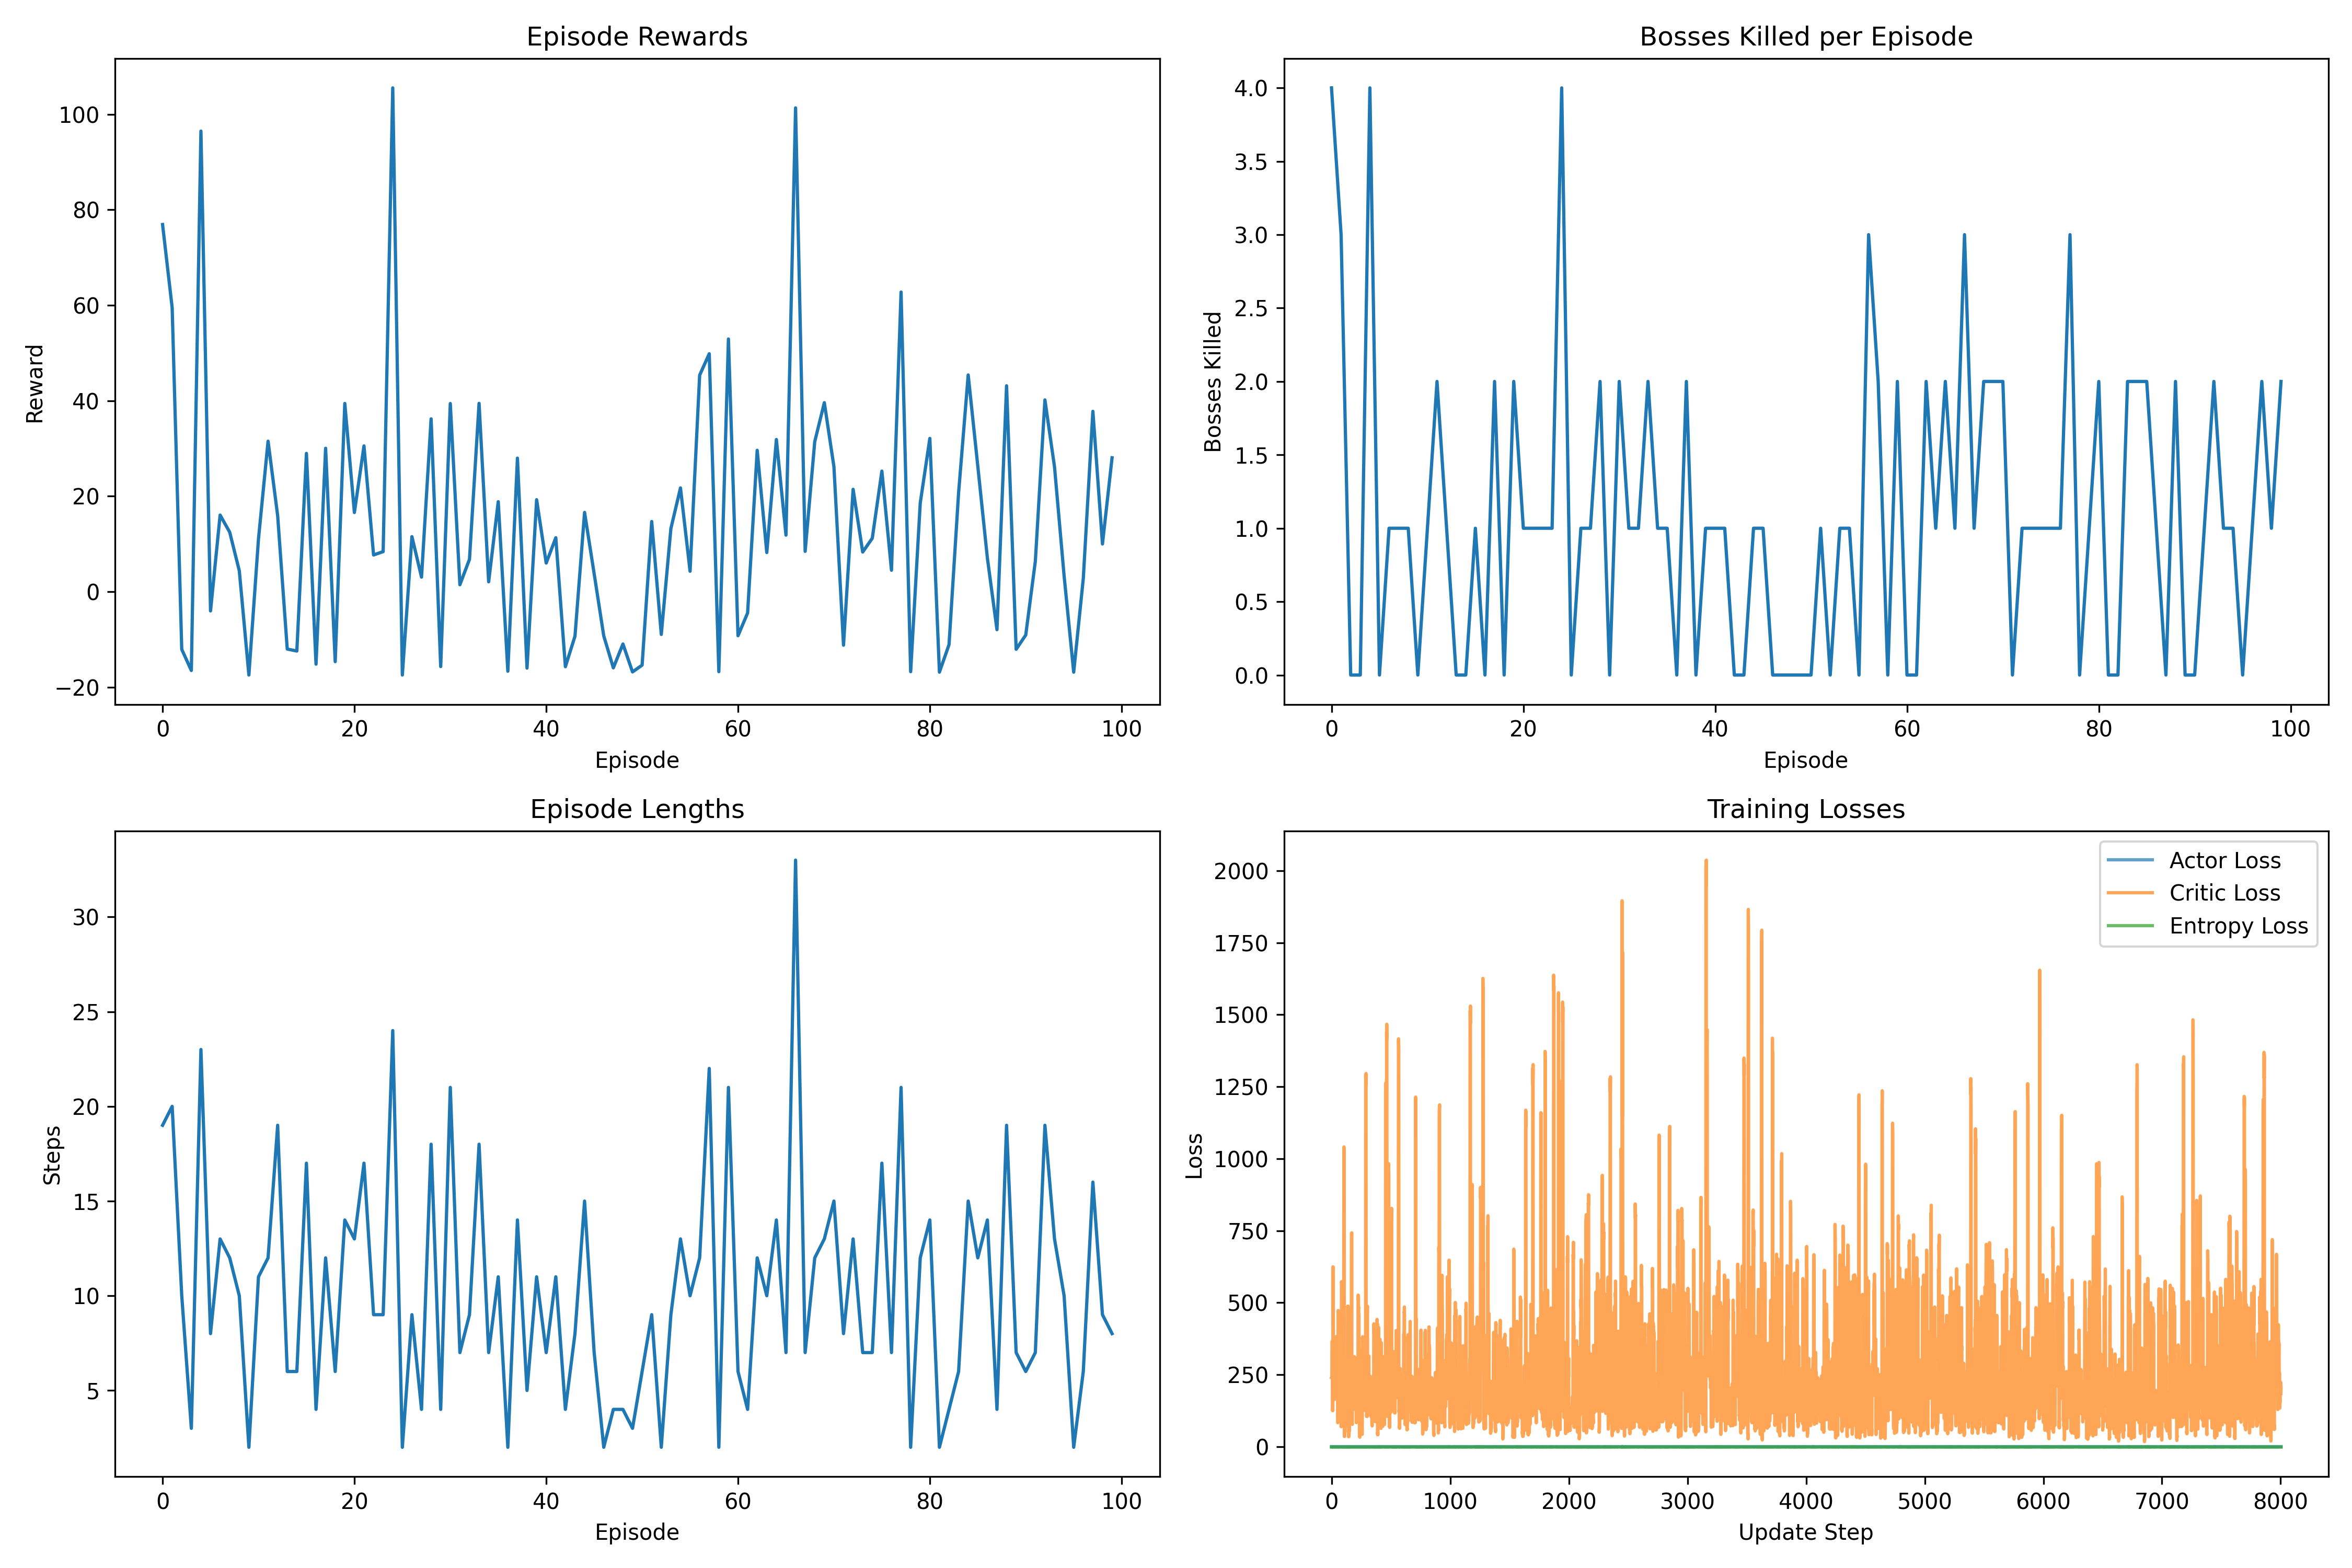 Episode Rewards
Reward
100
80
60
40
20
0
−20
0 20 40 60 80 100
Episode
Bosses Killed per Episode
Bosses Killed
4.0
3.5
3.0
2.5
2.0
1.5
1.0
0.5
0.0
0 20 40 60 80 100
Episode
Episode Lengths
Steps
30
25
20
15
10
5
0 20 40 60 80 100
Episode
Training Losses
Loss
2000
1750
1500
1250
1000
750
500
250
0
0 1000 2000 3000 4000 5000 6000 7000 8000
Update Step
Actor Loss
Critic Loss
Entropy Loss